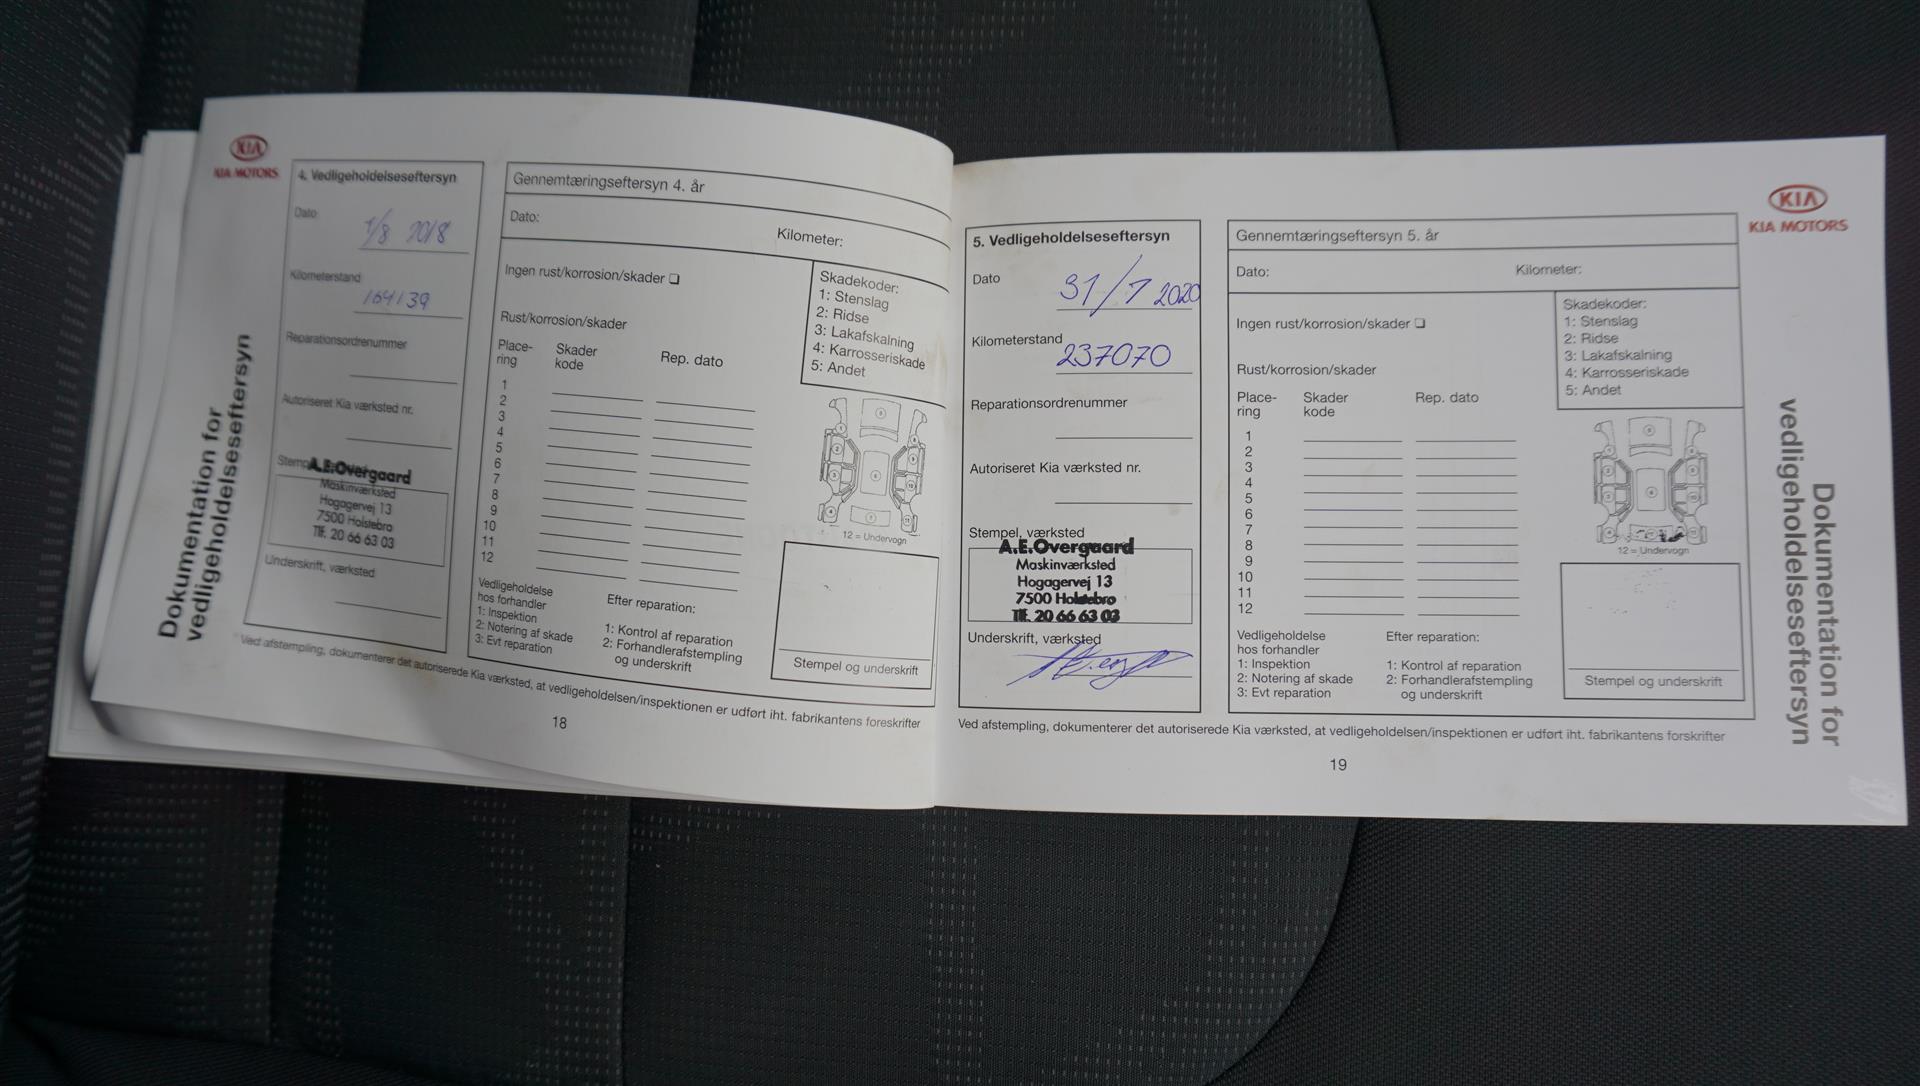 KIA
KIA MOTORS
Dokumentation for
vedligeholdelseseftersyn
4. Vedligeholdelseseftersyn
Dato
1/8 2018
Kilometerstand
164139
Reparationsordrenummer
Autoriseret Kia værksted nr.
A.E.Overgaard
Maskinværksted
Hogagervej 13
7500 Holstebro
Tlf. 20 66 63 03
Underskrift, værksted
Gennemtæringseftersyn 4. år
Dato:
Kilometer:
Ingen rust/korrosion/skader
Rust/korrosion/skader
Place-
ring
Skader
kode
Rep. dato
1
2
3
4
5
6
7
8
9
10
11
12
Skadekoder:
1: Stenslag
2: Ridse
3: Lakafskalning
4: Karrosseriskade
5: Andet
12 = Undervogn
Vedligeholdelse
hos forhandler
1: Inspektion
2: Notering af skade
3: Evt reparation
Efter reparation:
1: Kontrol af reparation
2: Forhandlerafstempling
og underskrift
Stempel og underskrift
Ved afstempling, dokumenterer det autoriserede Kia værksted, at vedligeholdelsen/inspektionen er udført iht. fabrikantens foreskrifter
18
5. Vedligeholdelseseftersyn
Dato
31/7 2020
Kilometerstand
237070
Reparationsordrenummer
Autoriseret Kia værksted nr.
Stempel, værksted
A.E.Overgaard
Maskinværksted
Hogagervej 13
7500 Holstebro
Tlf. 20 66 63 03
Underskrift, værksted
Gennemtæringseftersyn 5. år
Dato:
Kilometer:
Ingen rust/korrosion/skader
Rust/korrosion/skader
Place-
ring
Skader
kode
Rep. dato
1
2
3
4
5
6
7
8
9
10
11
12
Skadekoder:
1: Stenslag
2: Ridse
3: Lakafskalning
4: Karrosseriskade
5: Andet
12 = Undervogn
Vedligeholdelse
hos forhandler
1: Inspektion
2: Notering af skade
3: Evt reparation
Efter reparation:
1: Kontrol af reparation
2: Forhandlerafstempling
og underskrift
Stempel og underskrift
Ved afstempling, dokumenterer det autoriserede Kia værksted, at vedligeholdelsen/inspektionen er udført iht. fabrikantens forskrifter
19
KIA
KIA MOTORS
Dokumentation for
vedligeholdelseseftersyn